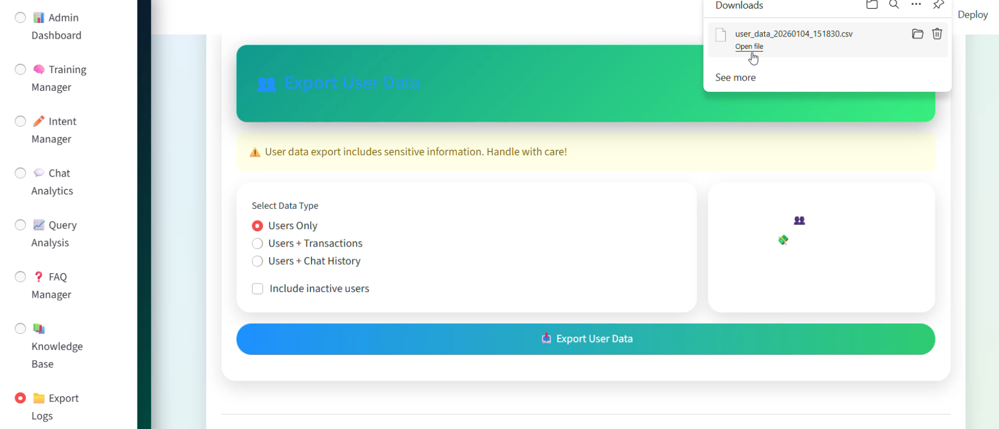 Admin
Dashboard
Training
Manager
Intent
Manager
Chat
Analytics
Query
Analysis
FAQ
Manager
Knowledge
Base
Export
Logs
Downloads
user_data_20260104_151830.csv
Open file
See more
Deploy
Export User Data
User data export includes sensitive information. Handle with care!
Select Data Type
Users Only
Users + Transactions
Users + Chat History
Include inactive users
Export User Data